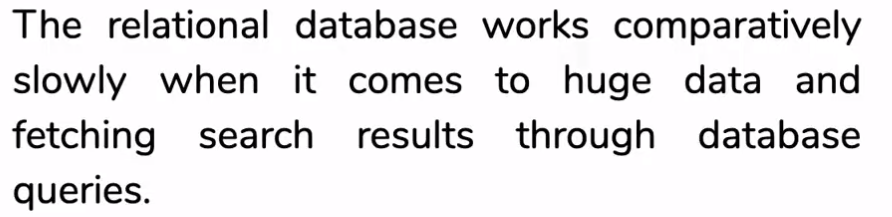 The relational database works comparatively
slowly when it comes to huge data and
fetching search results through database
queries.